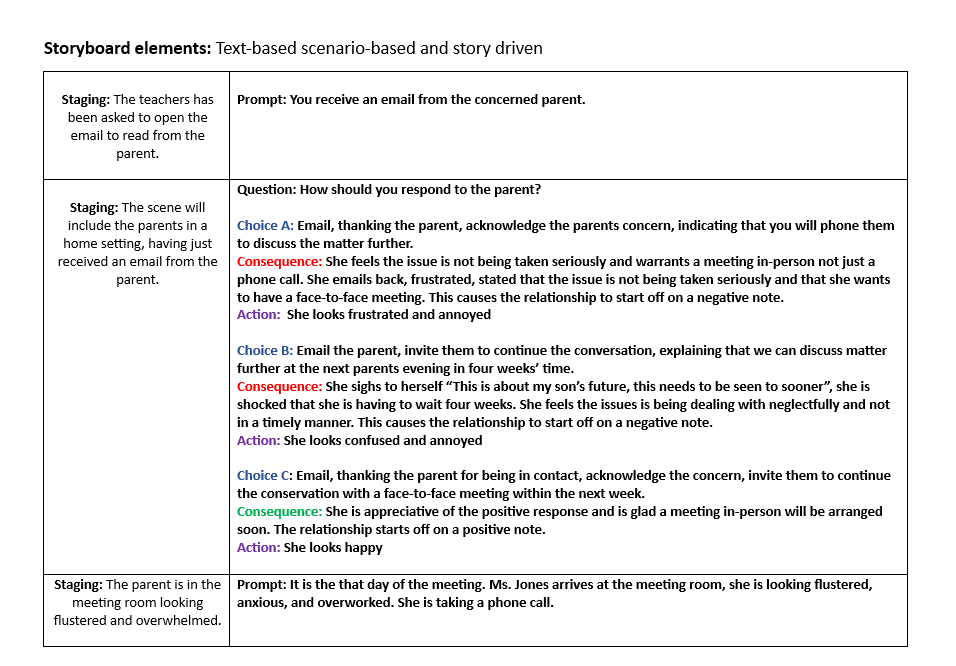 Storyboard elements: Text-based scenario-based and story driven
Staging: The teachers has
been asked to open the
email to read from the
parent.
Prompt: You receive an email from the concerned parent.
Staging: The scene will
include the parents in a
home setting, having just
received an email from the
parent.
Question: How should you respond to the parent?
Choice A: Email, thanking the parent, acknowledge the parents concern, indicating that you will phone them
to discuss the matter further.
Consequence: She feels the issue is not being taken seriously and warrants a meeting in-person not just a
phone call. She emails back, frustrated, stated that the issue is not being taken seriously and that she wants
to have a face-to-face meeting. This causes the relationship to start off on a negative note.
Action:  She looks frustrated and annoyed
Choice B: Email the parent, invite them to continue the conversation, explaining that we can discuss matter
further at the next parents evening in four weeks’ time.
Consequence: She sighs to herself “This is about my son’s future, this needs to be seen to sooner”, she is
shocked that she is having to wait four weeks. She feels the issues is being dealing with neglectfully and not
in a timely manner. This causes the relationship to start off on a negative note.
Action: She looks confused and annoyed
Choice C: Email, thanking the parent for being in contact, acknowledge the concern, invite them to continue
the conservation with a face-to-face meeting within the next week.
Consequence: She is appreciative of the positive response and is glad a meeting in-person will be arranged
soon. The relationship starts off on a positive note.
Action: She looks happy
Staging: The parent is in the
meeting room looking
flustered and overwhelmed.
Prompt: It is the that day of the meeting. Ms. Jones arrives at the meeting room, she is looking flustered,
anxious, and overworked. She is taking a phone call.